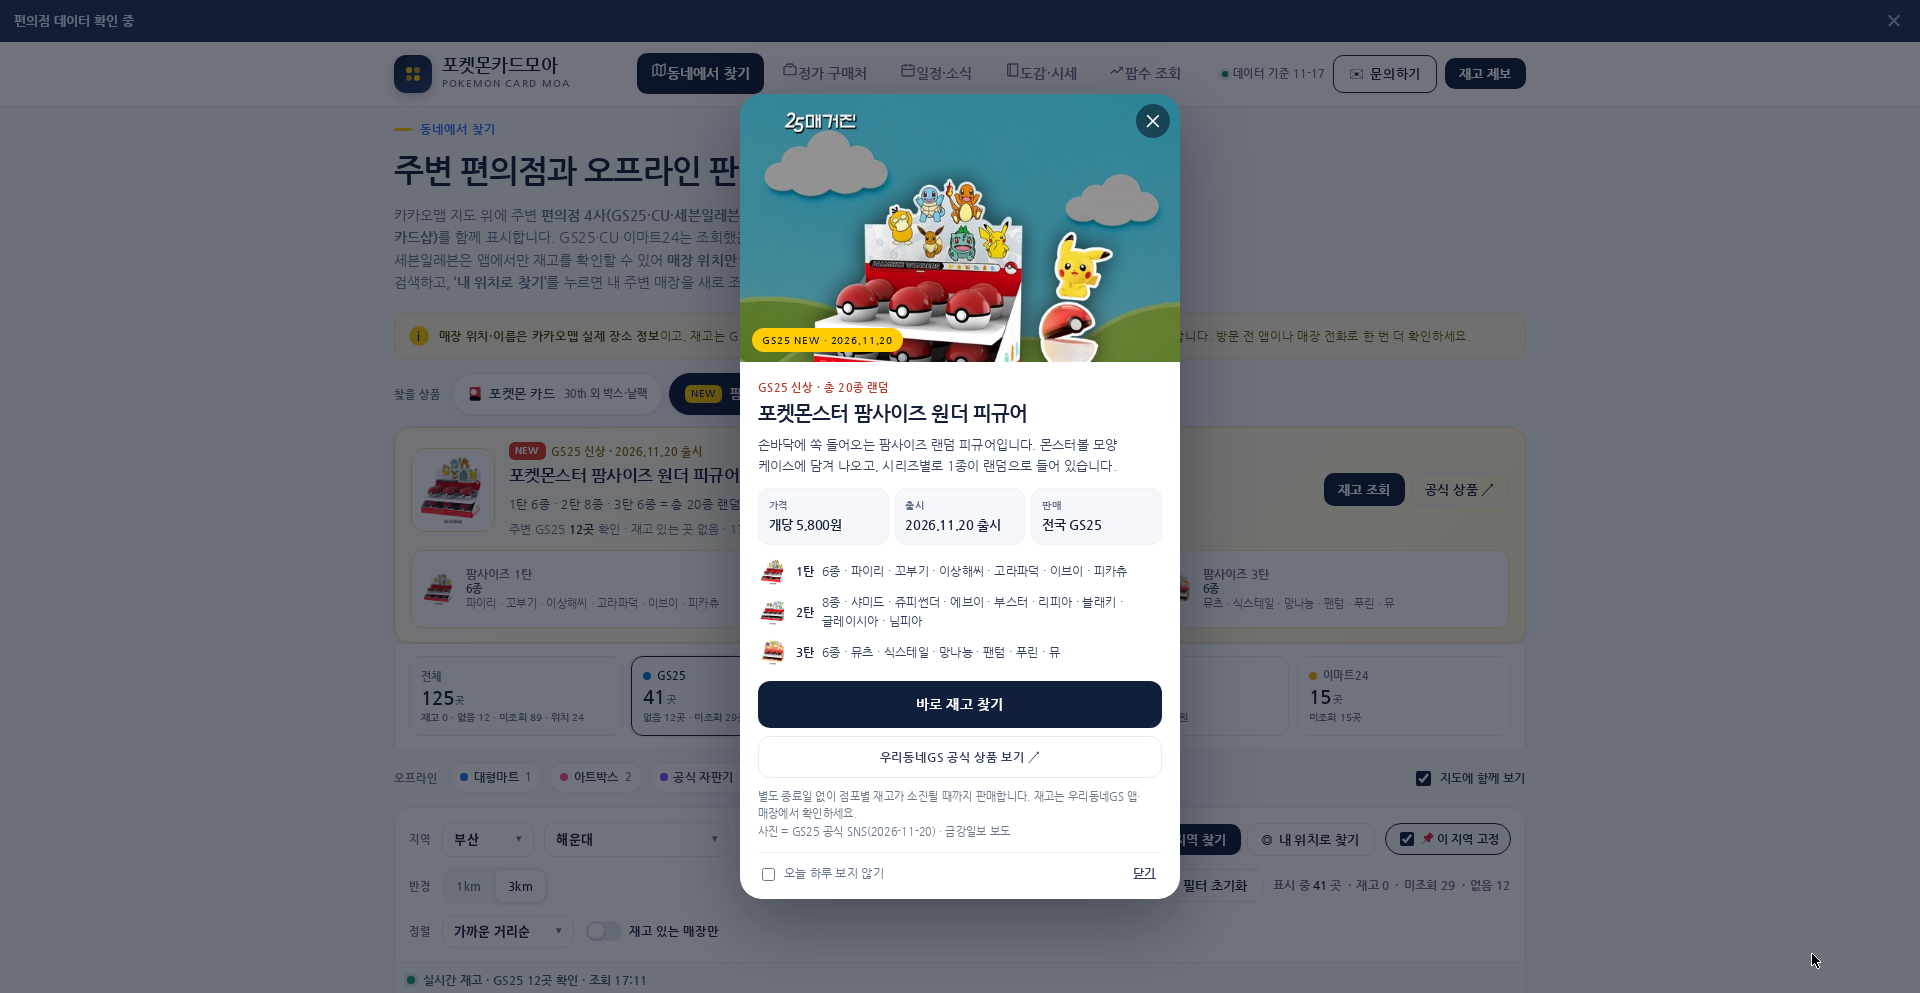 편의점 데이터 확인 중
포켓몬카드모아
POKEMON CARD MOA
동네에서 찾기
정가 구매처
일정·소식
도감·시세
팝수 조회
데이터 기준 11-17
문의하기
재고 제보
동네에서 찾기
주변 편의점과 오프라인 판
카카오맵 지도 위에 주변 편의점 4사(GS25·CU·세븐일레븐
카드샵)를 함께 표시합니다. GS25·CU·이마트24는 조회했을
세븐일레븐은 앱에서만 재고를 확인할 수 있어 매장 위치만
검색하고, '내 위치로 찾기'를 누르면 내 주변 매장을 새로 조
매장 위치·이름은 카카오맵 실제 장소 정보이고, 재고는 G
합니다. 방문 전 앱이나 매장 전화로 한 번 더 확인하세요.
찾을 상품
포켓몬 카드 30th 외 박스·낱팩
NEW 팜
NEW GS25 신상 · 2026.11.20 출시
포켓몬스터 팜사이즈 원더 피규어
1탄 6종 · 2탄 8종 · 3탄 6종 = 총 20종 랜덤
주변 GS25 12곳 확인 · 재고 있는 곳 없음 · 17
재고 조회
공식 상품 ↗
팜사이즈 1탄
6종
파이리 · 꼬부기 · 이상해씨 · 고라파덕 · 이브이 · 피카츄
팜사이즈 3탄
6종
뮤츠 · 식스테일 · 망나뇽 · 팬텀 · 푸린 · 뮤
전체
125곳
재고 0 · 없음 12 · 미조회 89 · 위치 24
GS25
41곳
없음 12곳 · 미조회 29곳
이마트24
15곳
미조회 15곳
오프라인
대형마트 1
아트박스 2
공식 자판기
지도에 함께 보기
지역
부산
해운대
지역 찾기
◎ 내 위치로 찾기
📌 이 지역 고정
반경
1km
3km
필터 초기화
표시 중 41 곳 · 재고 0 · 미조회 29 · 없음 12
정렬
가까운 거리순
재고 있는 매장만
실시간 재고 · GS25 12곳 확인 · 조회 17:11
25매거진
GS25 NEW · 2026.11.20
GS25 신상 · 총 20종 랜덤
포켓몬스터 팜사이즈 원더 피규어
손바닥에 쏙 들어오는 팜사이즈 랜덤 피규어입니다. 몬스터볼 모양
케이스에 담겨 나오고, 시리즈별로 1종이 랜덤으로 들어 있습니다.
가격
개당 5,800원
출시
2026.11.20 출시
판매
전국 GS25
1탄 6종 · 파이리 · 꼬부기 · 이상해씨 · 고라파덕 · 이브이 · 피카츄
2탄 8종 · 샤미드 · 쥬피썬더 · 에브이 · 부스터 · 리피아 · 블래키 ·
글레이시아 · 님피아
3탄 6종 · 뮤츠 · 식스테일 · 망나뇽 · 팬텀 · 푸린 · 뮤
바로 재고 찾기
우리동네GS 공식 상품 보기 ↗
별도 종료일 없이 점포별 재고가 소진될 때까지 판매합니다. 재고는 우리동네GS 앱·
매장에서 확인하세요.
사진 = GS25 공식 SNS(2026-11-20) · 금강일보 보도
오늘 하루 보지 않기
닫기